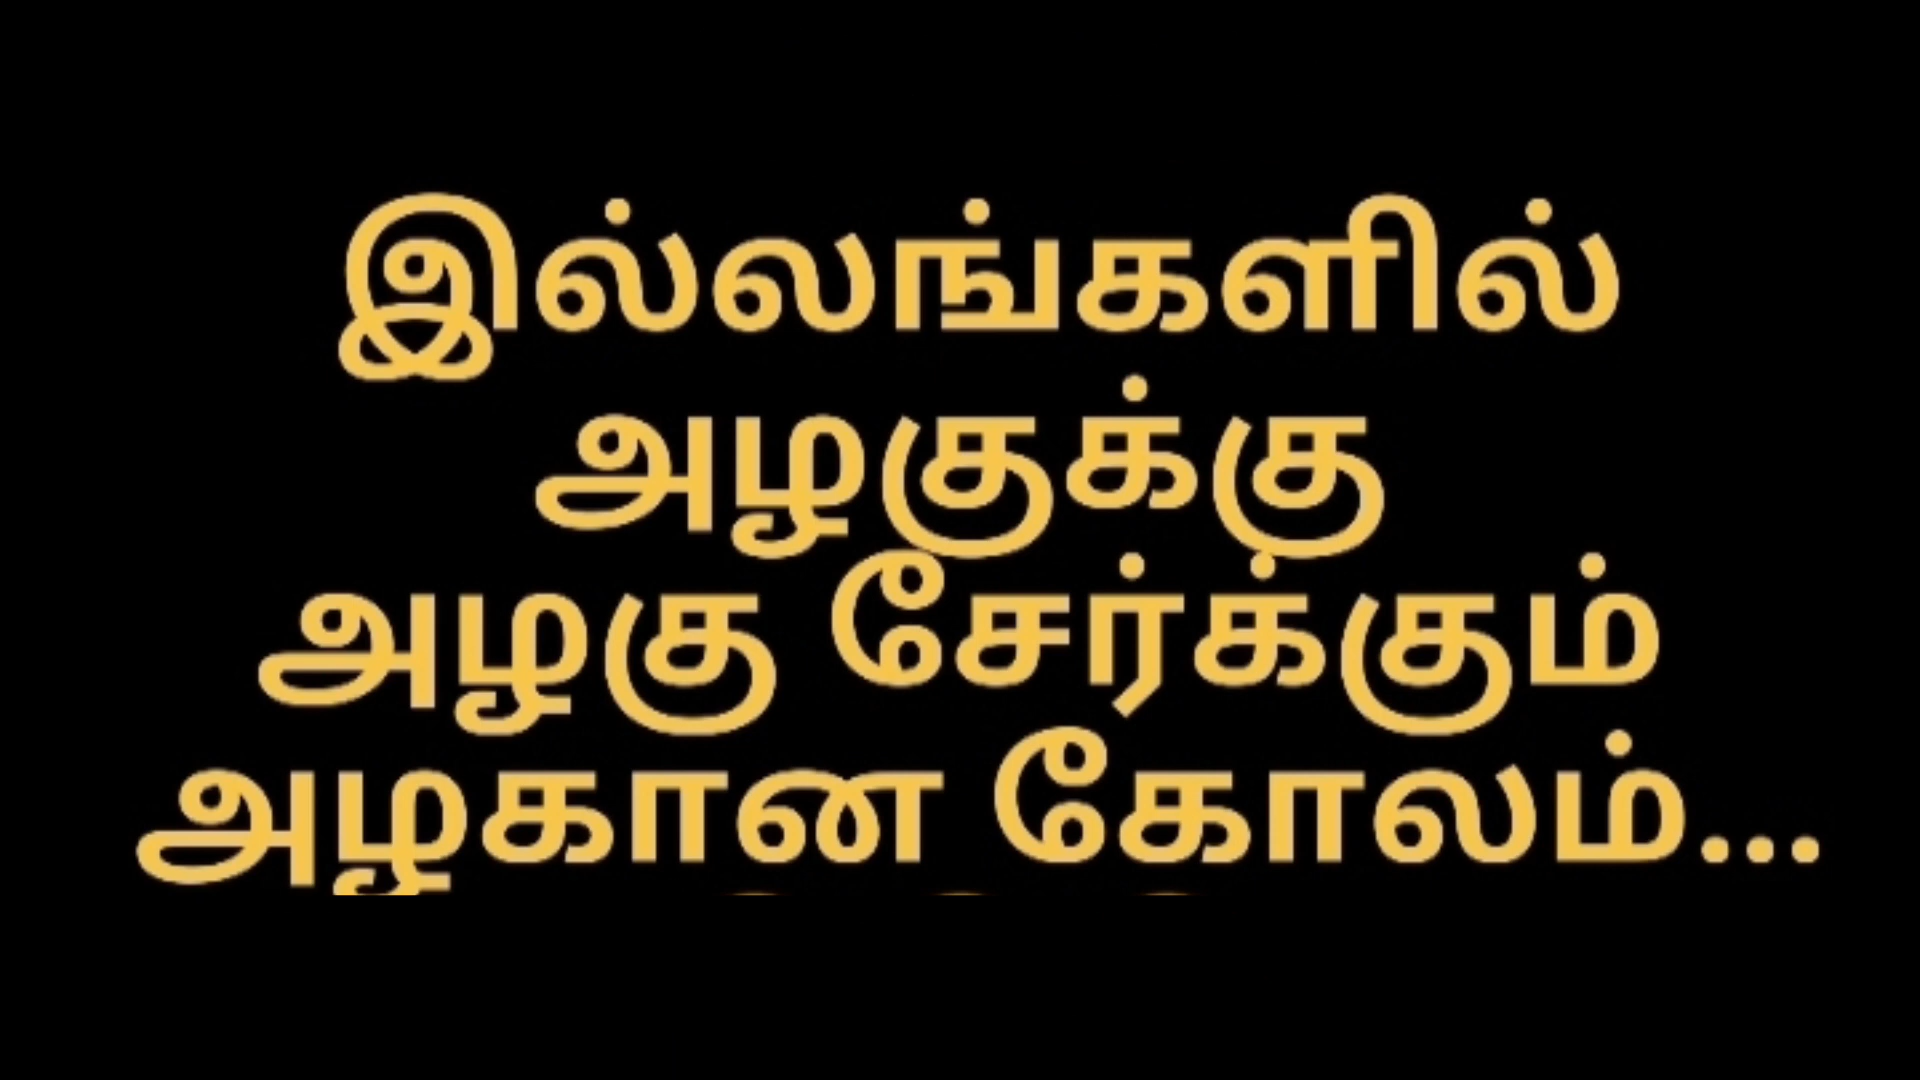 இல்லங்களில்
அழகுக்கு
அழகு சேர்க்கும்
அழகான கோலம்...